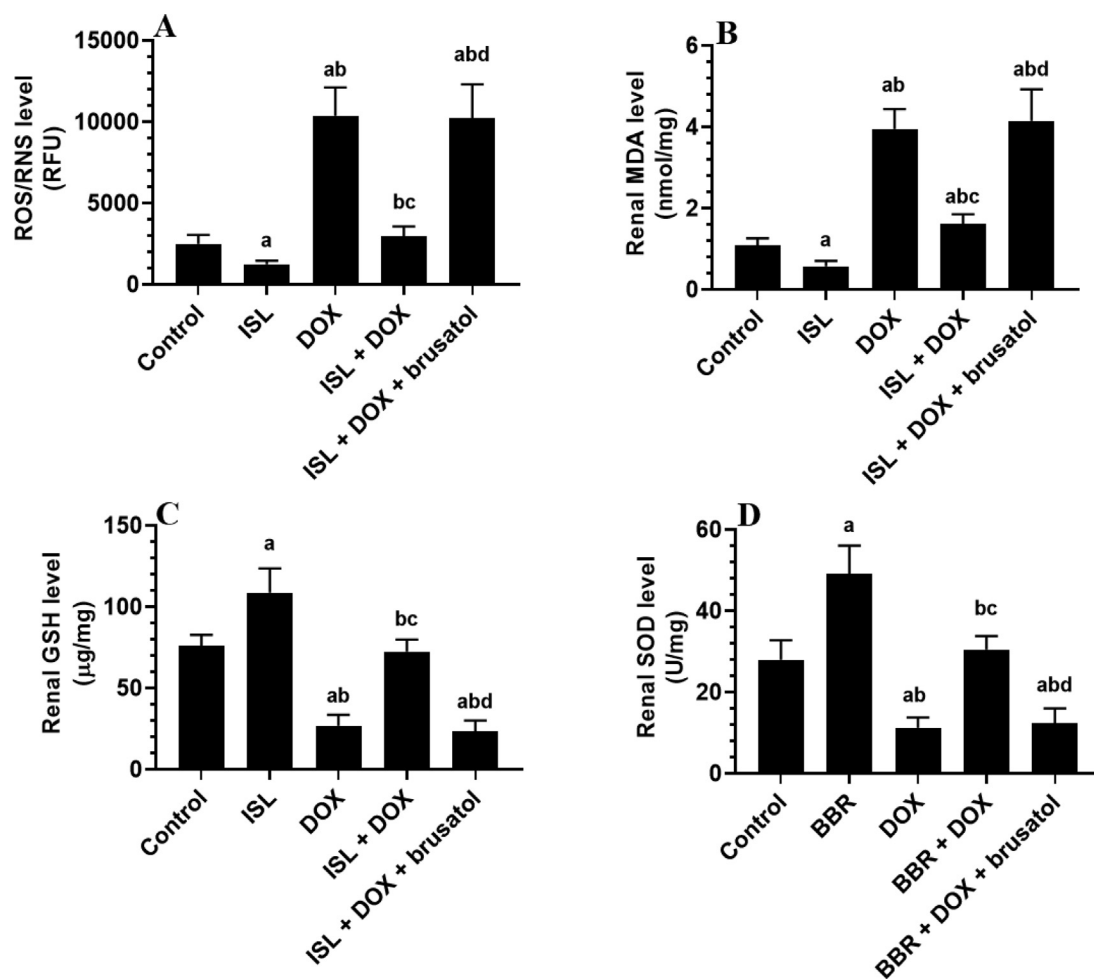 A
ROS/RNS level
(RFU)
15000
10000
5000
0
ab
abd
a
bc
Control
ISL
DOX
ISL + DOX
ISL + DOX + brusatol
B
Renal MDA level
(nmol/mg)
6
4
2
0
abd
ab
abc
a
Control
ISL
DOX
ISL + DOX
ISL + DOX + brusatol
C
Renal GSH level
(µg/mg)
150
100
50
0
a
bc
ab
abd
Control
ISL
DOX
ISL + DOX
ISL + DOX + brusatol
D
Renal SOD level
(U/mg)
60
40
20
0
a
bc
ab
abd
Control
BBR
DOX
BBR + DOX
BBR + DOX + brusatol